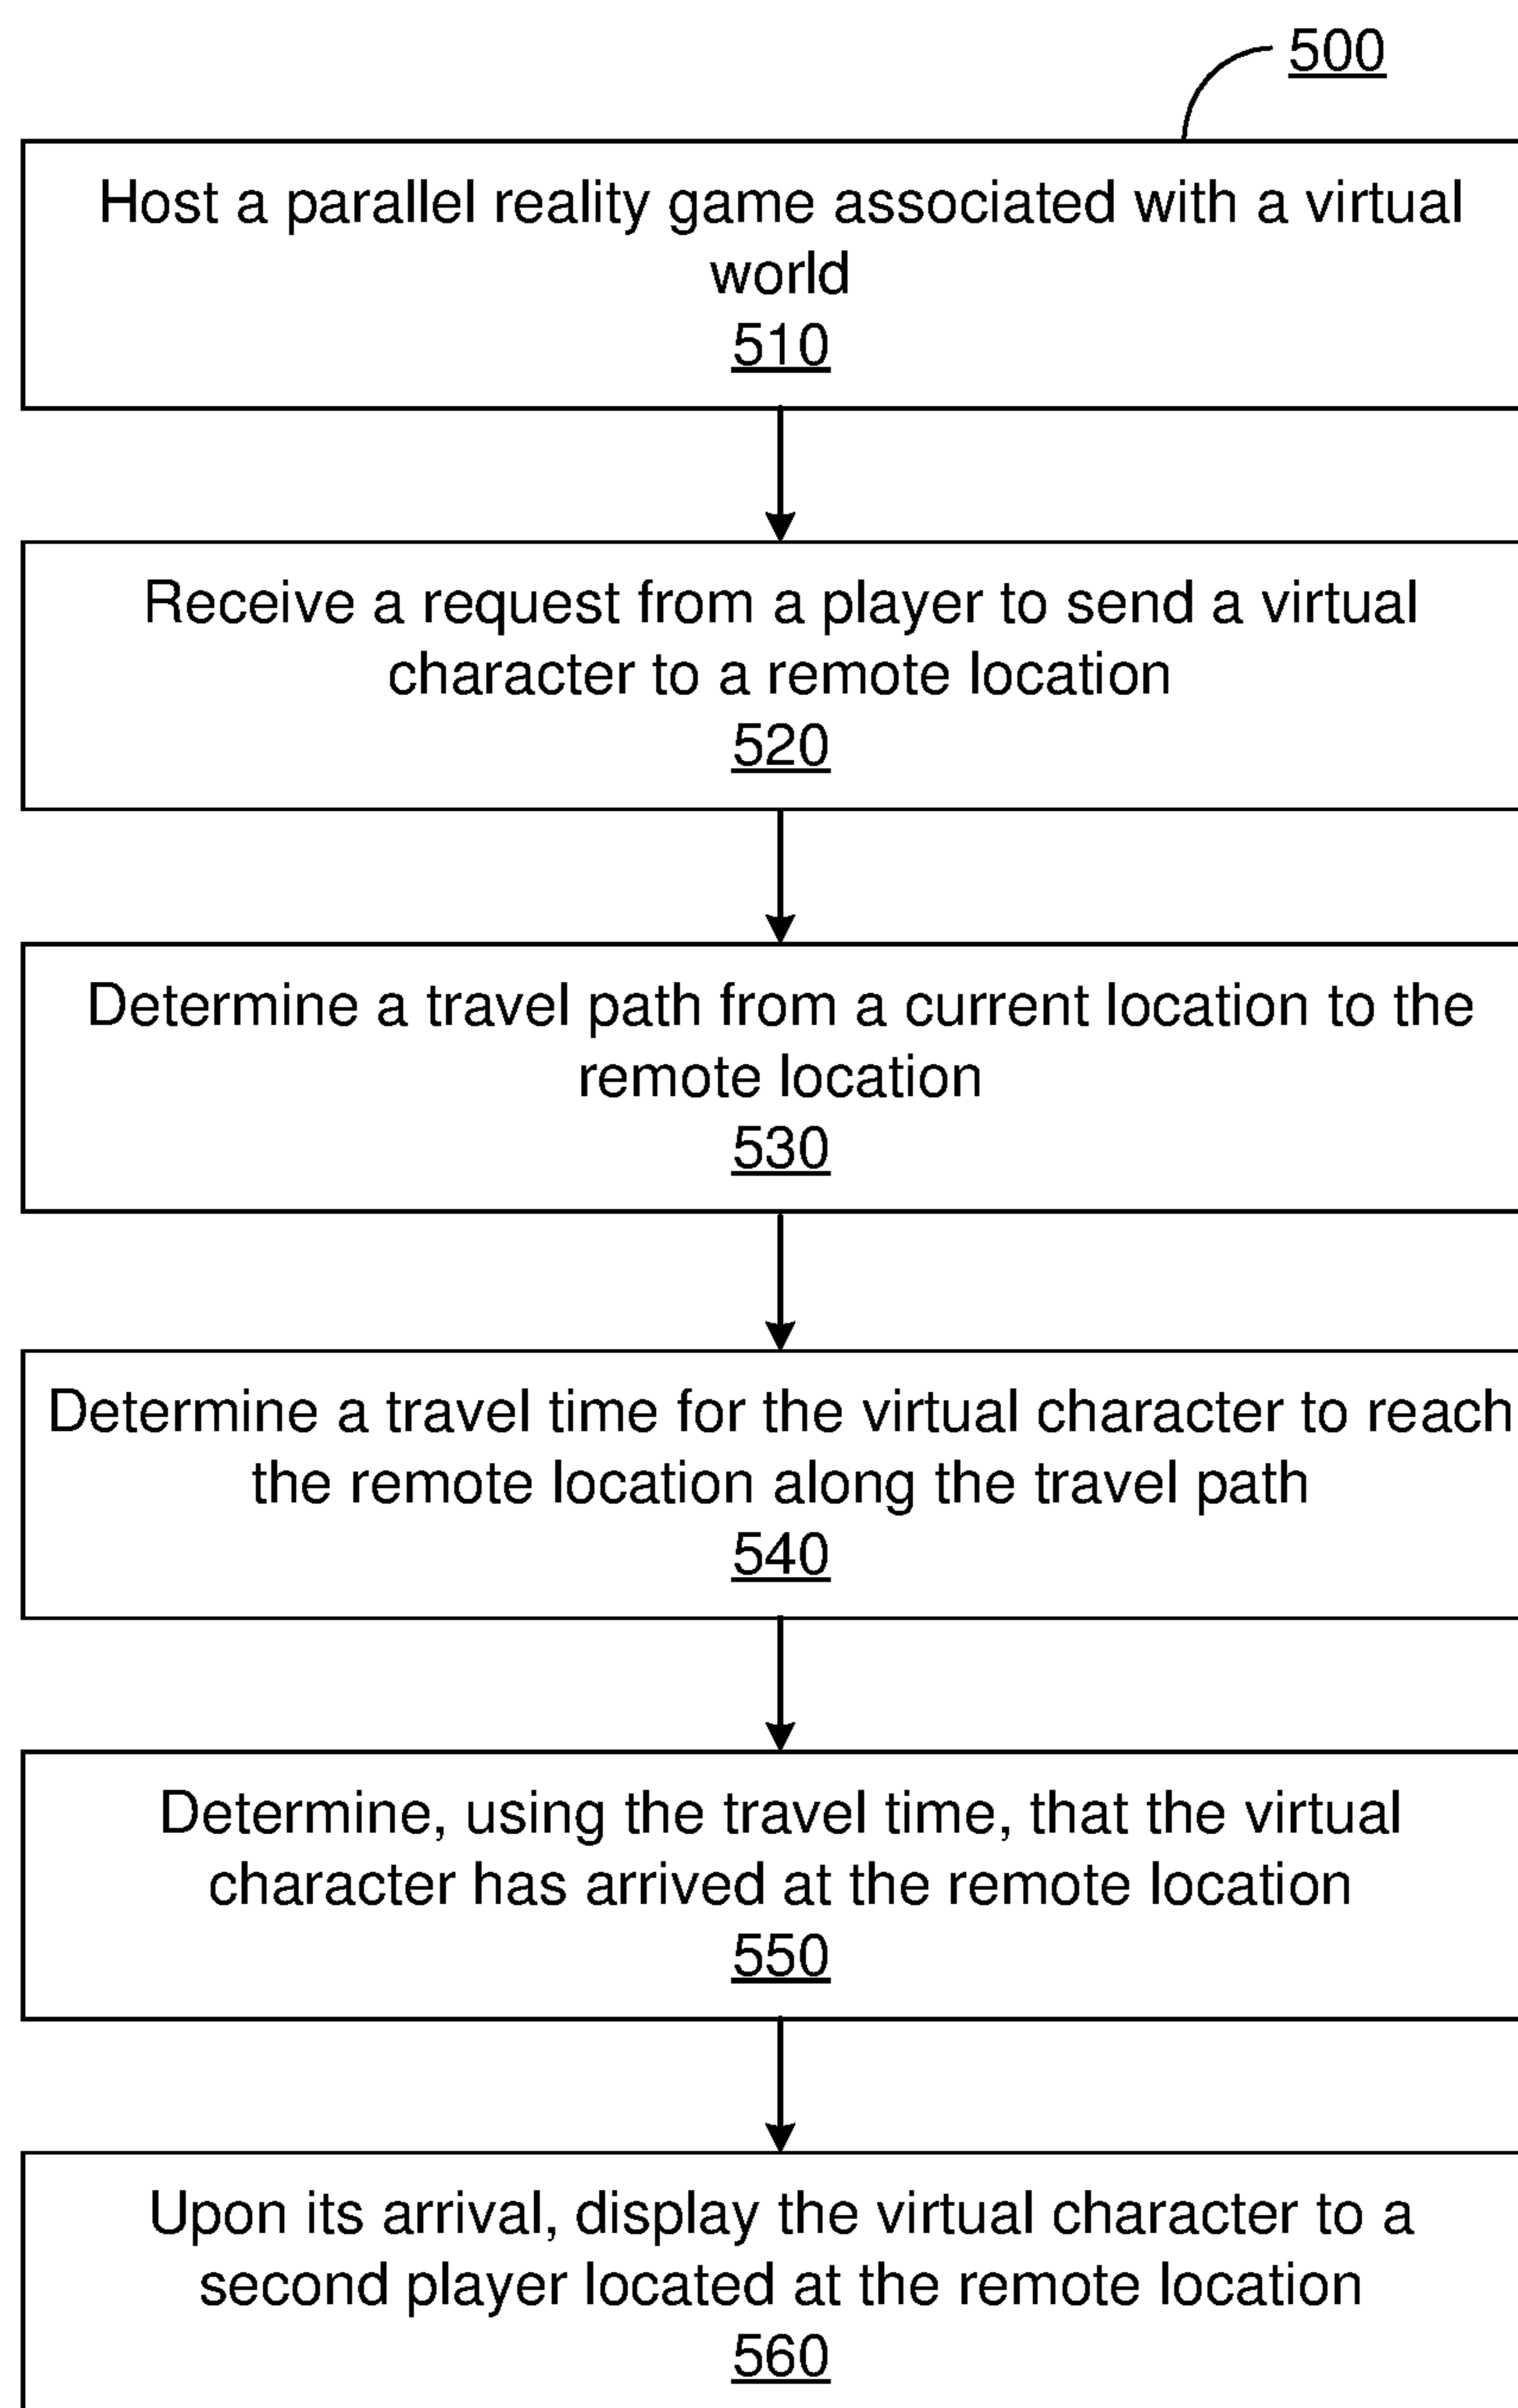 500
Host a parallel reality game associated with a virtual
world
510
Receive a request from a player to send a virtual
character to a remote location
520
Determine a travel path from a current location to the
remote location
530
Determine a travel time for the virtual character to reach
the remote location along the travel path
540
Determine, using the travel time, that the virtual
character has arrived at the remote location
550
Upon its arrival, display the virtual character to a
second player located at the remote location
560